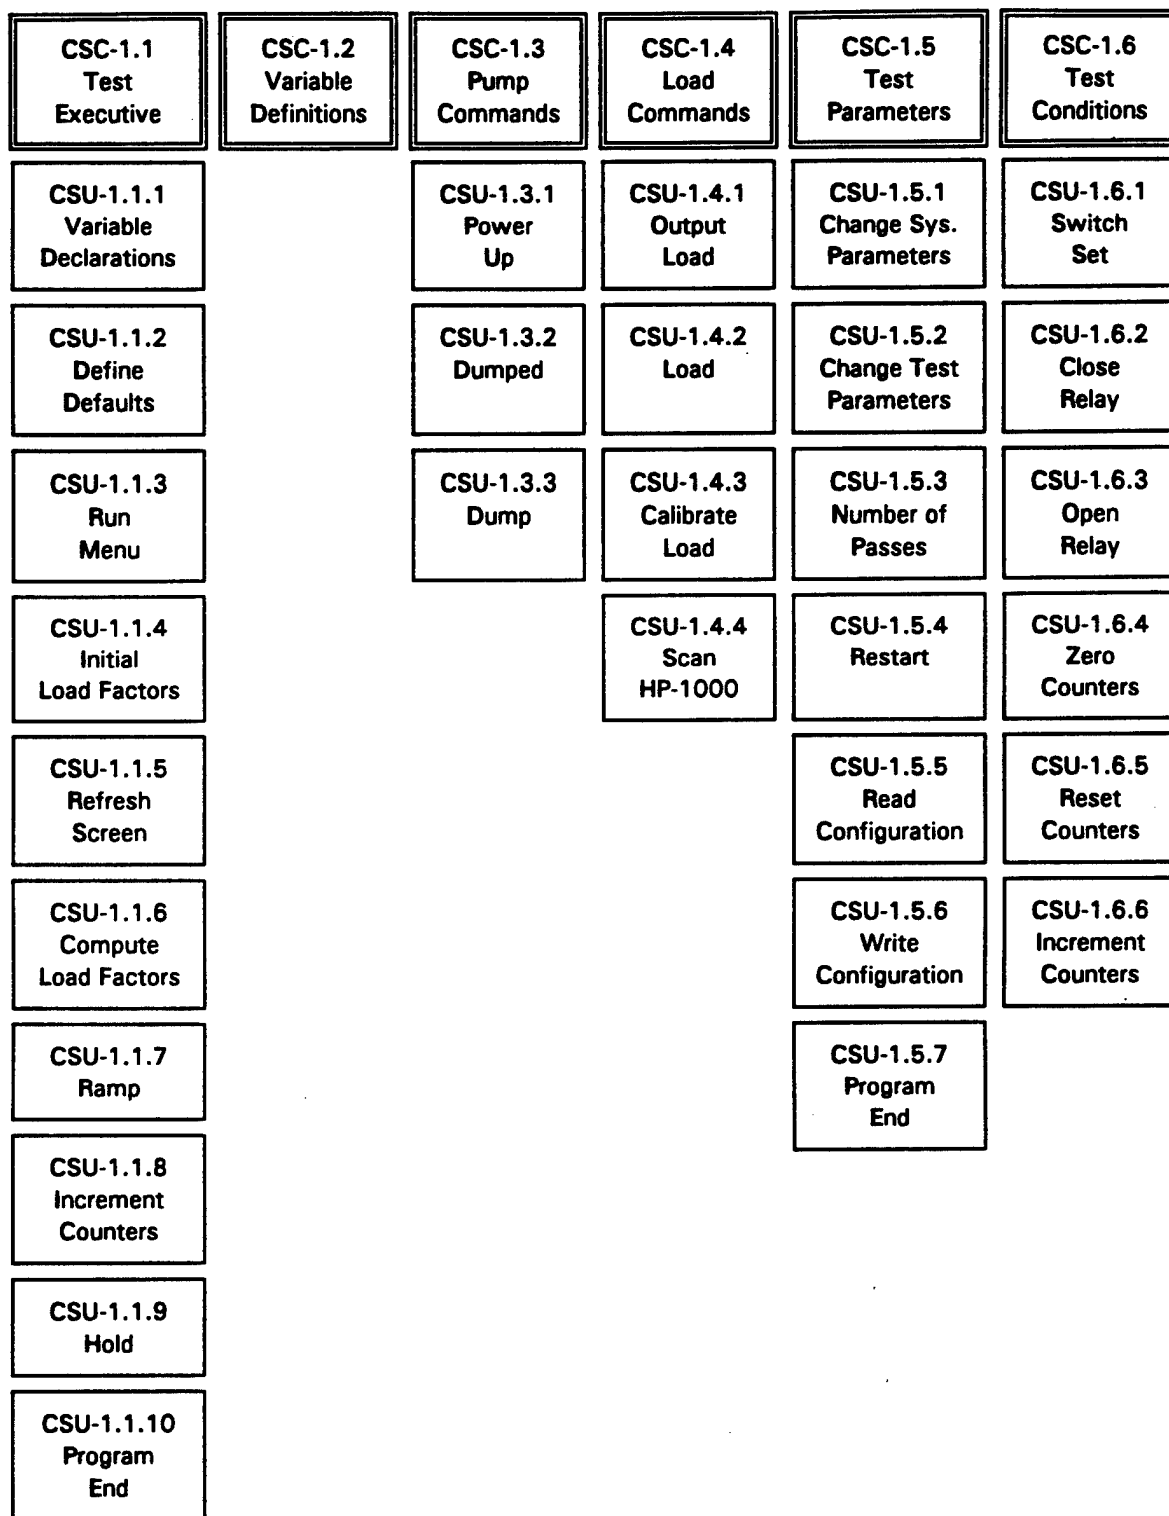 CSC-1.1
Test
Executive
CSC-1.2
Variable
Definitions
CSC-1.3
Pump
Commands
CSC-1.4
Load
Commands
CSC-1.5
Test
Parameters
CSC-1.6
Test
Conditions
CSU-1.1.1
Variable
Declarations
CSU-1.3.1
Power
Up
CSU-1.4.1
Output
Load
CSU-1.5.1
Change Sys.
Parameters
CSU-1.6.1
Switch
Set
CSU-1.1.2
Define
Defaults
CSU-1.3.2
Dumped
CSU-1.4.2
Load
CSU-1.5.2
Change Test
Parameters
CSU-1.6.2
Close
Relay
CSU-1.1.3
Run
Menu
CSU-1.3.3
Dump
CSU-1.4.3
Calibrate
Load
CSU-1.5.3
Number of
Passes
CSU-1.6.3
Open
Relay
CSU-1.1.4
Initial
Load Factors
CSU-1.4.4
Scan
HP-1000
CSU-1.5.4
Restart
CSU-1.6.4
Zero
Counters
CSU-1.1.5
Refresh
Screen
CSU-1.5.5
Read
Configuration
CSU-1.6.5
Reset
Counters
CSU-1.1.6
Compute
Load Factors
CSU-1.5.6
Write
Configuration
CSU-1.6.6
Increment
Counters
CSU-1.1.7
Ramp
CSU-1.5.7
Program
End
CSU-1.1.8
Increment
Counters
CSU-1.1.9
Hold
CSU-1.1.10
Program
End